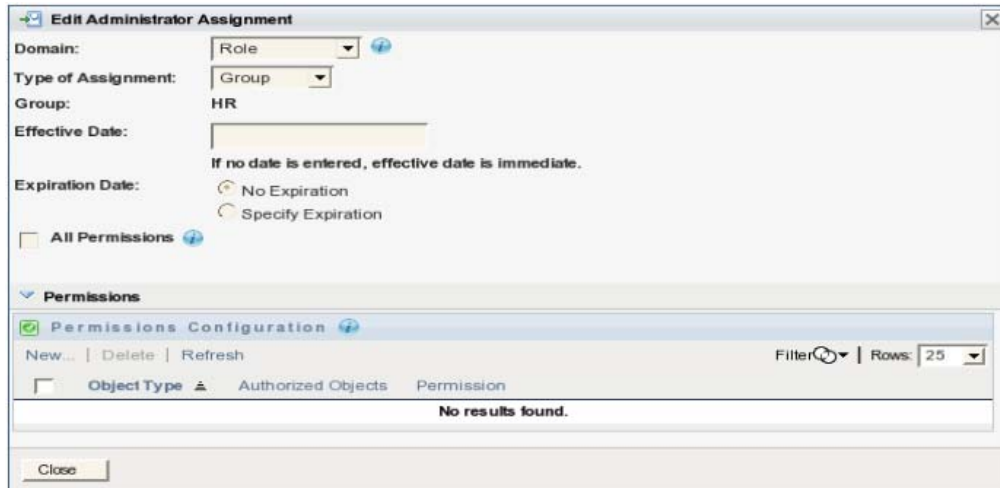 Edit Administrator Assignment
Domain: Role
Type of Assignment: Group
Group: HR
Effective Date:
If no date is entered, effective date is immediate.
Expiration Date: No Expiration
Specify Expiration
All Permissions
Permissions
Permissions Configuration
New... | Delete | Refresh Filter | Rows: 25
Object Type Authorized Objects Permission
No results found.
Close